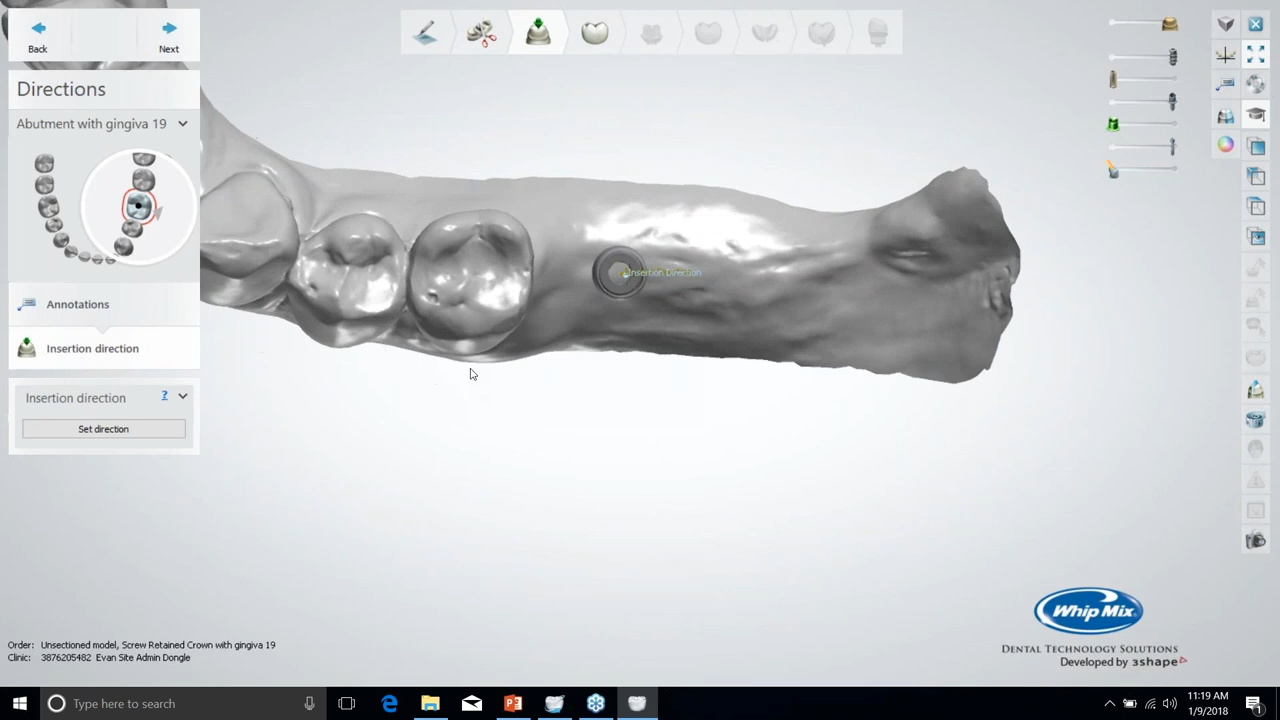 Back
Next
Directions
Abutment with gingiva 19
Annotations
Insertion direction
Insertion direction
?
Set direction
Insertion Direction
Whip Mix
DENTAL TECHNOLOGY SOLUTIONS
Developed by 3shape
Order: Unsectioned model, Screw Retained Crown with gingiva 19
Clinic: 3876205482 Evan Site Admin Dongle
Type here to search
11:19 AM
1/9/2018
1